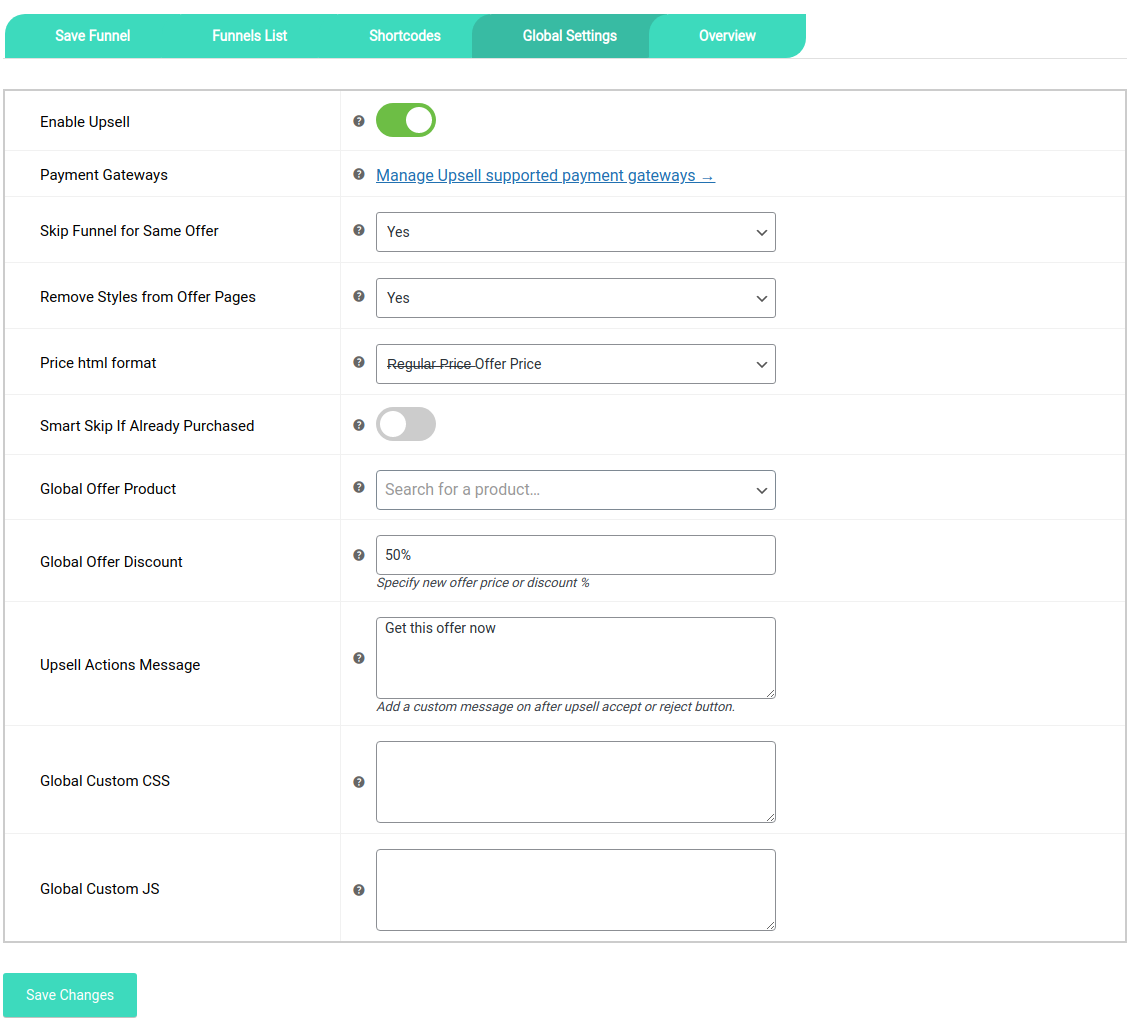 Save Funnel Funnels List Shortcodes Global Settings Overview
Enable Upsell
Payment Gateways Manage Upsell supported payment gateways →
Skip Funnel for Same Offer Yes
Remove Styles from Offer Pages Yes
Price html format Regular Price Offer Price
Smart Skip If Already Purchased
Global Offer Product Search for a product...
Global Offer Discount 50%
Specify new offer price or discount %
Get this offer now
Upsell Actions Message
Add a custom message on after upsell accept or reject button.
Global Custom CSS
Global Custom JS
Save Changes